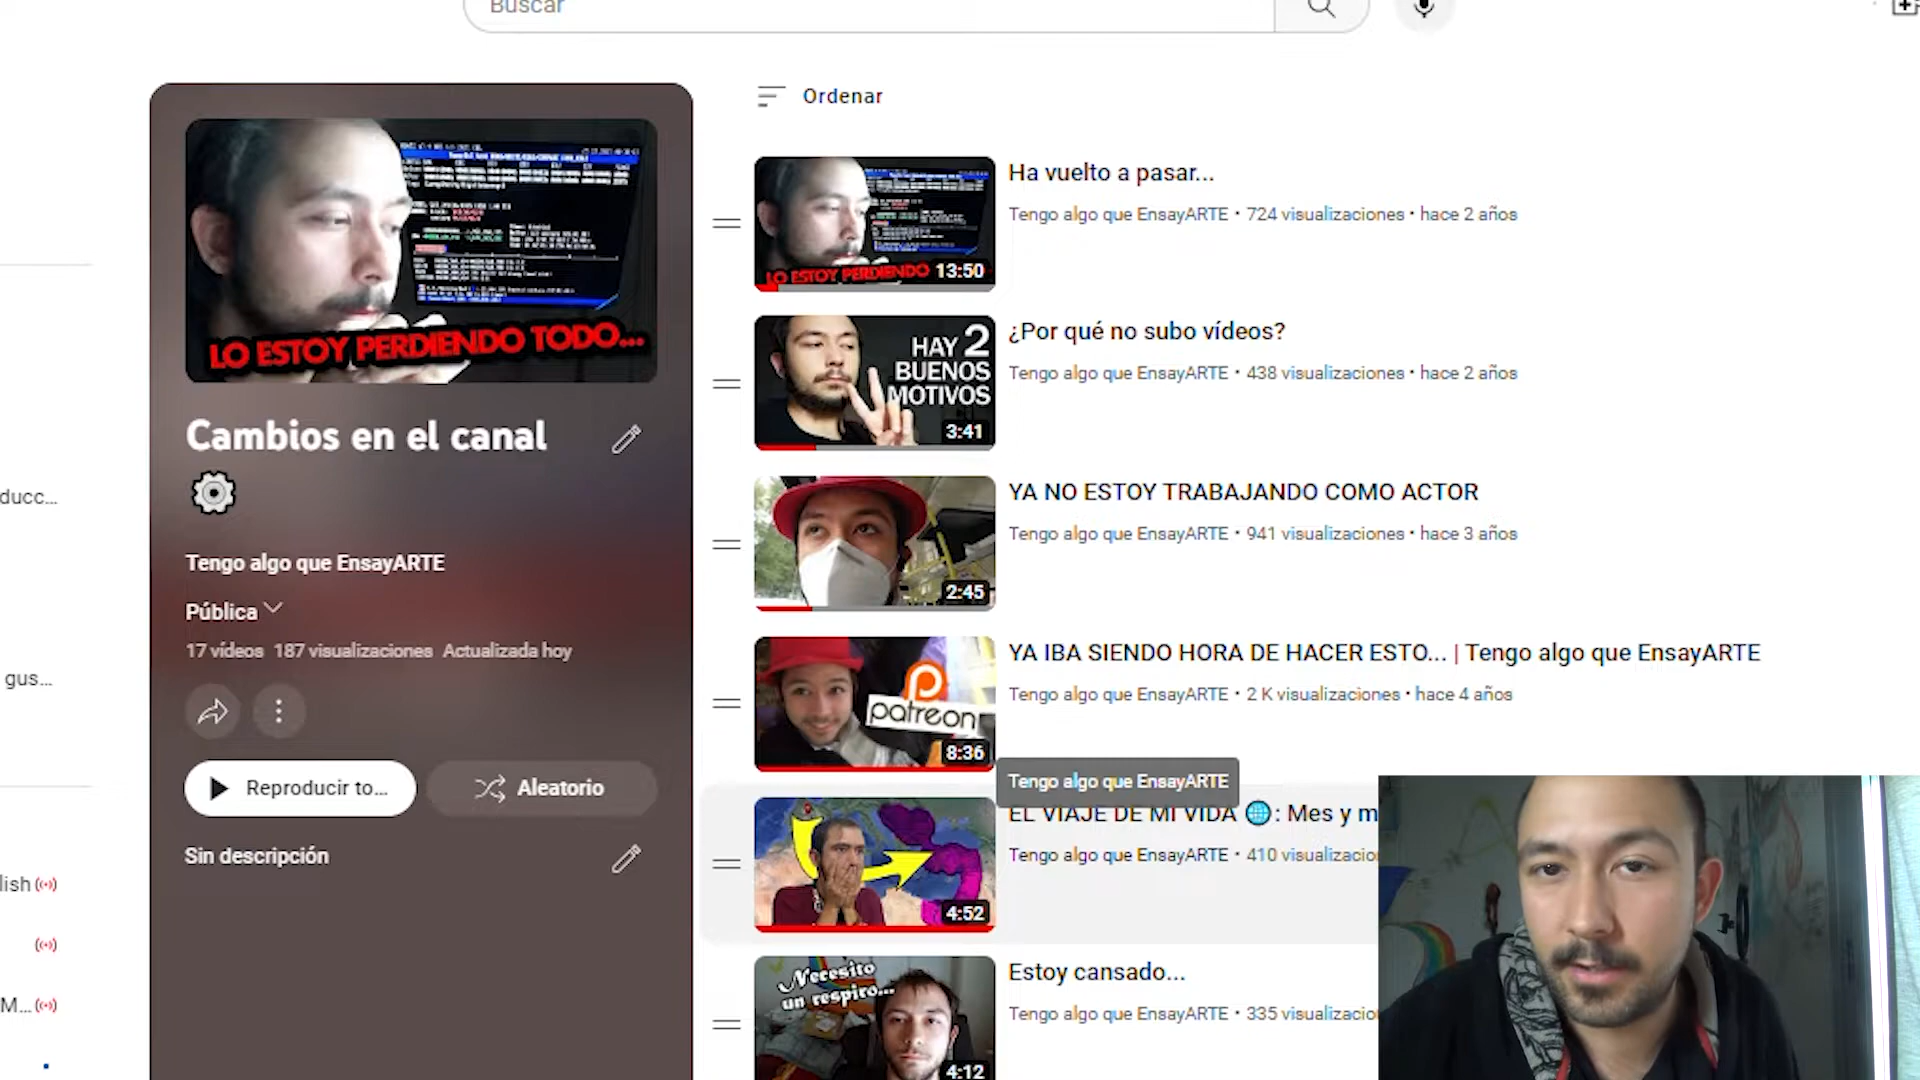 Buscar
Ordenar
LO ESTOY PERDIENDO TODO...
Cambios en el canal
Tengo algo que EnsayARTE
Pública
17 vídeos 187 visualizaciones Actualizada hoy
Reproducir to...
Aleatorio
Sin descripción
ducc...
gus...
lish
M...
LO ESTOY PERDIENDO
13:50
Ha vuelto a pasar...
Tengo algo que EnsayARTE • 724 visualizaciones • hace 2 años
HAY 2
BUENOS
MOTIVOS
3:41
¿Por qué no subo vídeos?
Tengo algo que EnsayARTE • 438 visualizaciones • hace 2 años
2:45
YA NO ESTOY TRABAJANDO COMO ACTOR
Tengo algo que EnsayARTE • 941 visualizaciones • hace 3 años
patreon
8:36
YA IBA SIENDO HORA DE HACER ESTO... | Tengo algo que EnsayARTE
Tengo algo que EnsayARTE • 2 K visualizaciones • hace 4 años
Tengo algo que EnsayARTE
4:52
EL VIAJE DE MI VIDA 🌐: Mes y m
Tengo algo que EnsayARTE • 410 visualizacio
Necesito
un respiro...
4:12
Estoy cansado...
Tengo algo que EnsayARTE • 335 visualizacio